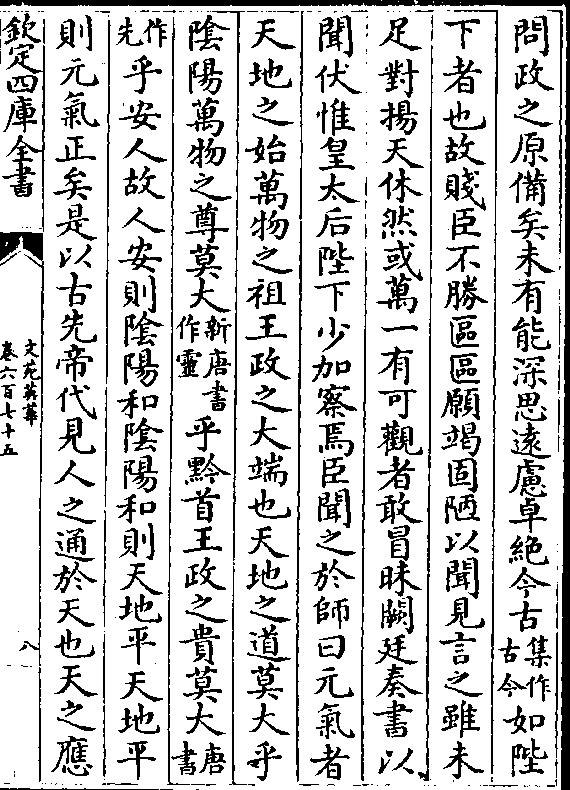 問政之原備矣未有能深思遠慮卓絶今古集作古今如陛
下者也故賤臣不勝區區願竭固陋以聞見言之雖未
足對揚天休然或萬一有可觀者敢冒昧闕廷奏書以
聞伏惟皇太后陛下少加察焉臣聞之於師曰元氣者
天地之始萬物之祖王政之大端也天地之道莫大乎
陰陽萬物之尊莫大新唐書作靈乎黔首王政之貴莫大唐書
作先乎安人故人安則陰陽和陰陽和則天地平天地平
則元氣正矣是以古先帝代見人之通於天也天之應
欽定四庫全書
文苑英華
卷六百七十五
八